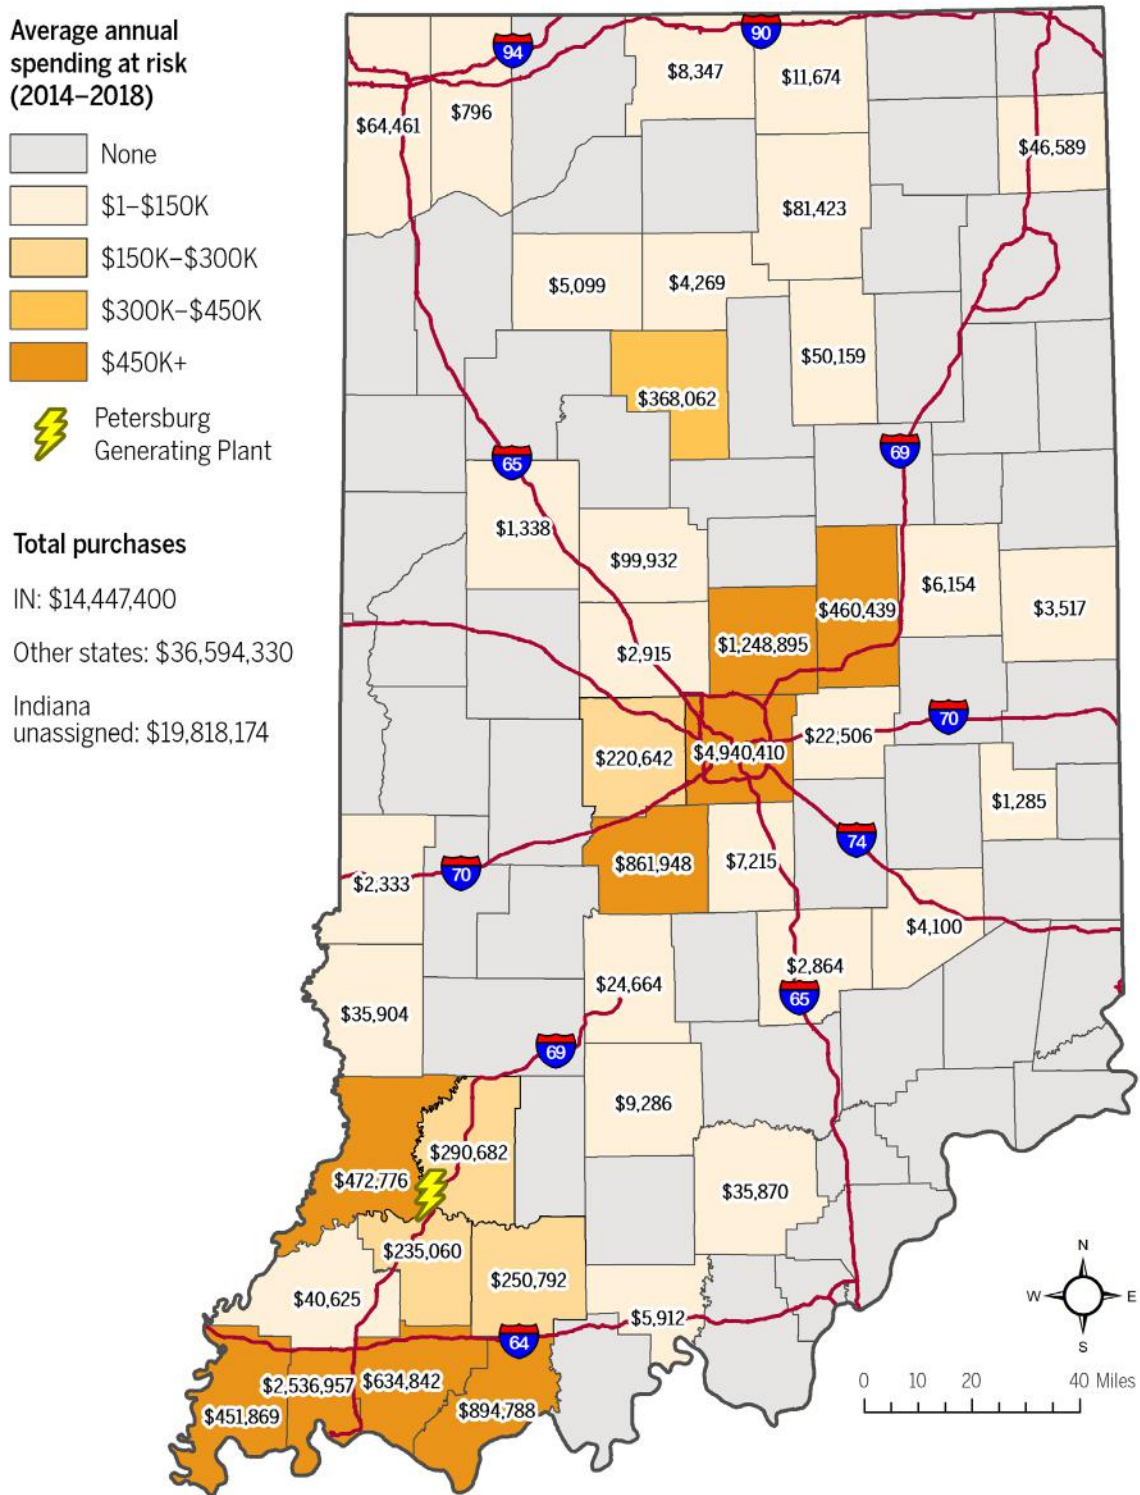 Average annual
spending at risk
(2014–2018)
None
$1–$150K
$150K–$300K
$300K–$450K
$450K+
Petersburg
Generating Plant
Total purchases
IN: $14,447,400
Other states: $36,594,330
Indiana
unassigned: $19,818,174
94
90
$8,347
$11,674
$64,461
$796
$46,589
$81,423
$5,099
$4,269
$50,159
$368,062
65
69
$1,338
$99,932
$460,439
$6,154
$3,517
$2,915
$1,248,895
70
$220,642
$4,940,410
$22,506
$1,285
74
70
$2,333
$861,948
$7,215
$4,100
$2,864
$24,664
65
$35,904
69
$9,286
$290,682
$472,776
$35,870
$235,060
$250,792
$40,625
$5,912
64
$2,536,957
$634,842
$451,869
$894,788
N
W
E
S
0 10 20 40 Miles